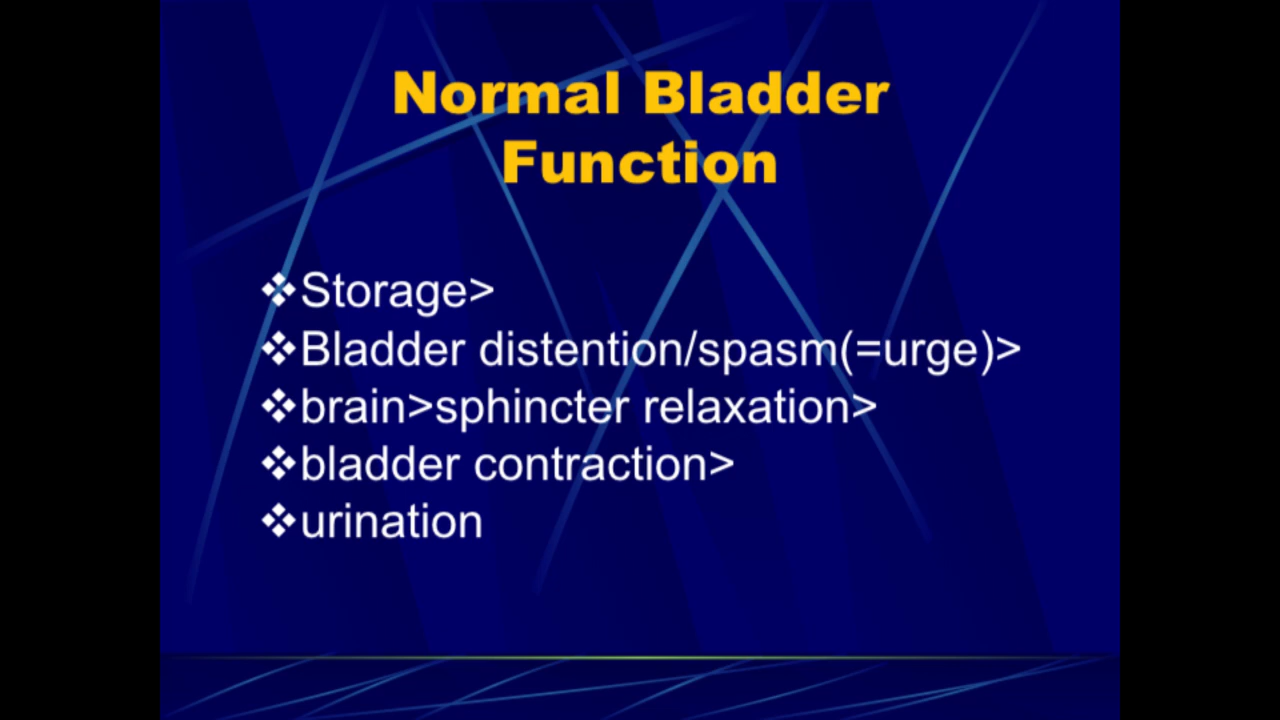 Normal Bladder
Function
❖Storage>
❖Bladder distention/spasm(=urge)>
❖brain>sphincter relaxation>
❖bladder contraction>
❖urination